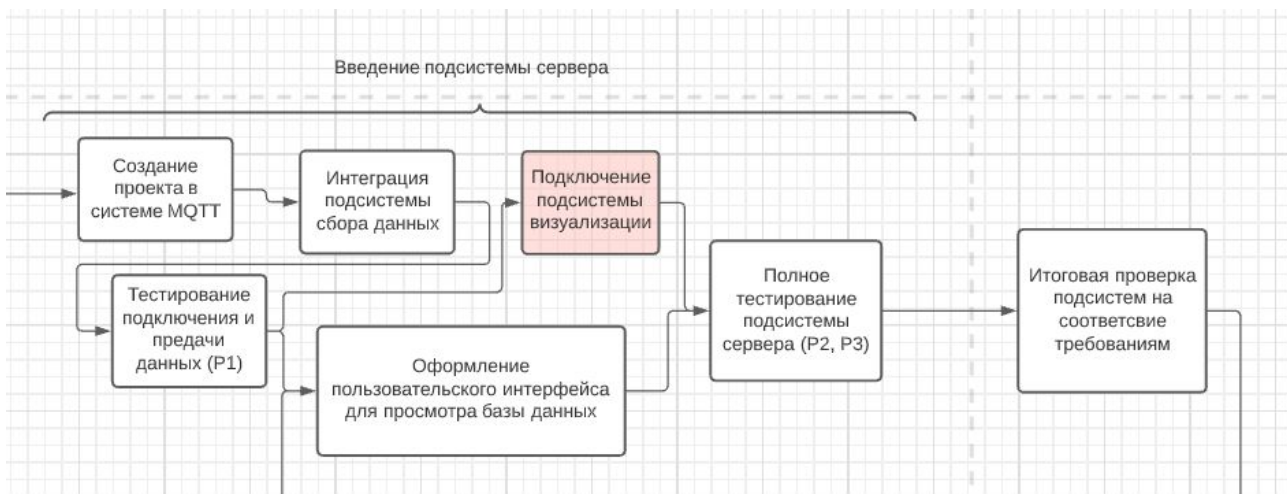 Введение подсистемы сервера
Создание
проекта в
системе MQTT
Интеграция
подсистемы
сбора данных
Подключение
подсистемы
визуализации
Тестирование
подключения и
предачи
данных (P1)
Оформление
пользовательского интерфейса
для просмотра базы данных
Полное
тестирование
подсистемы
сервера (P2, P3)
Итоговая проверка
подсистем на
соответсвие
требованиям